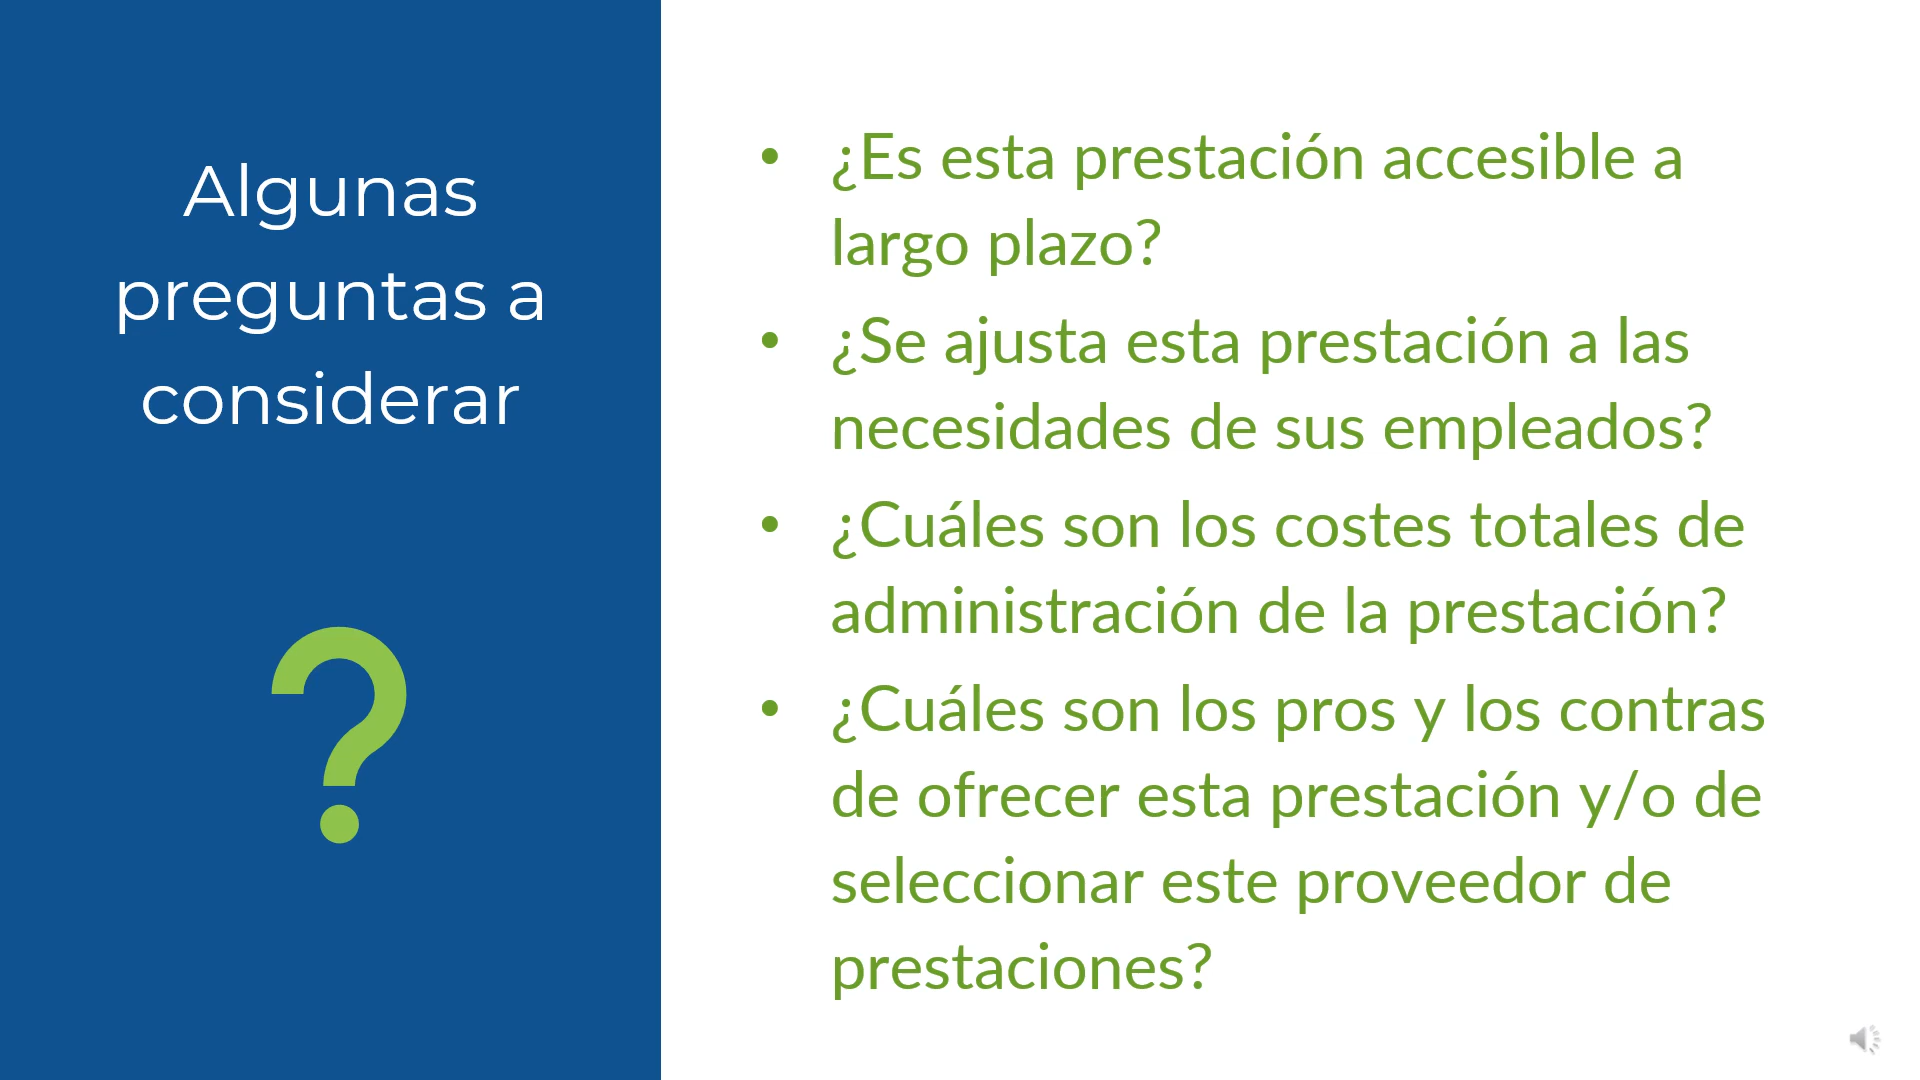 Algunas
preguntas a
considerar
?
• ¿Es esta prestación accesible a
largo plazo?
• ¿Se ajusta esta prestación a las
necesidades de sus empleados?
• ¿Cuáles son los costes totales de
administración de la prestación?
• ¿Cuáles son los pros y los contras
de ofrecer esta prestación y/o de
seleccionar este proveedor de
prestaciones?